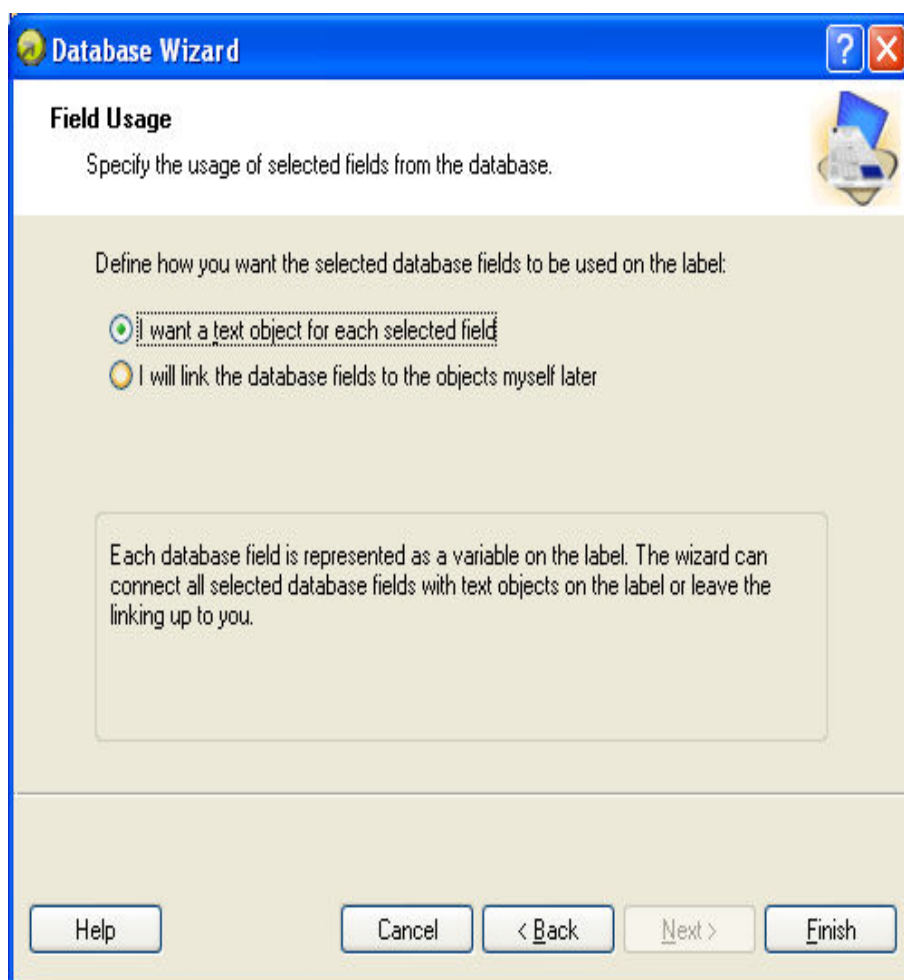 Database Wizard
?
Field Usage
Specify the usage of selected fields from the database.
Define how you want the selected database fields to be used on the label:
I want a text object for each selected field
I will link the database fields to the objects myself later
Each database field is represented as a variable on the label. The wizard can
connect all selected database fields with text objects on the label or leave the
linking up to you.
Help
Cancel
< Back
Next >
Finish